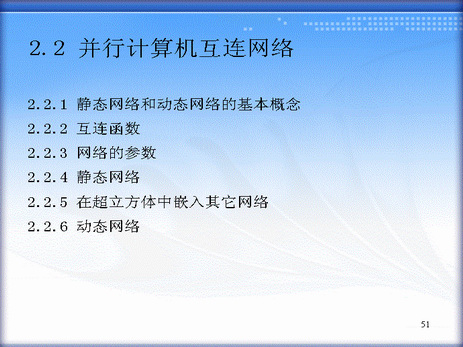 2.2 并行计算机互连网络
2.2.1 静态网络和动态网络的基本概念
2.2.2 互连函数
2.2.3 网络的参数
2.2.4 静态网络
2.2.5 在超立方体中嵌入其它网络
2.2.6 动态网络
51